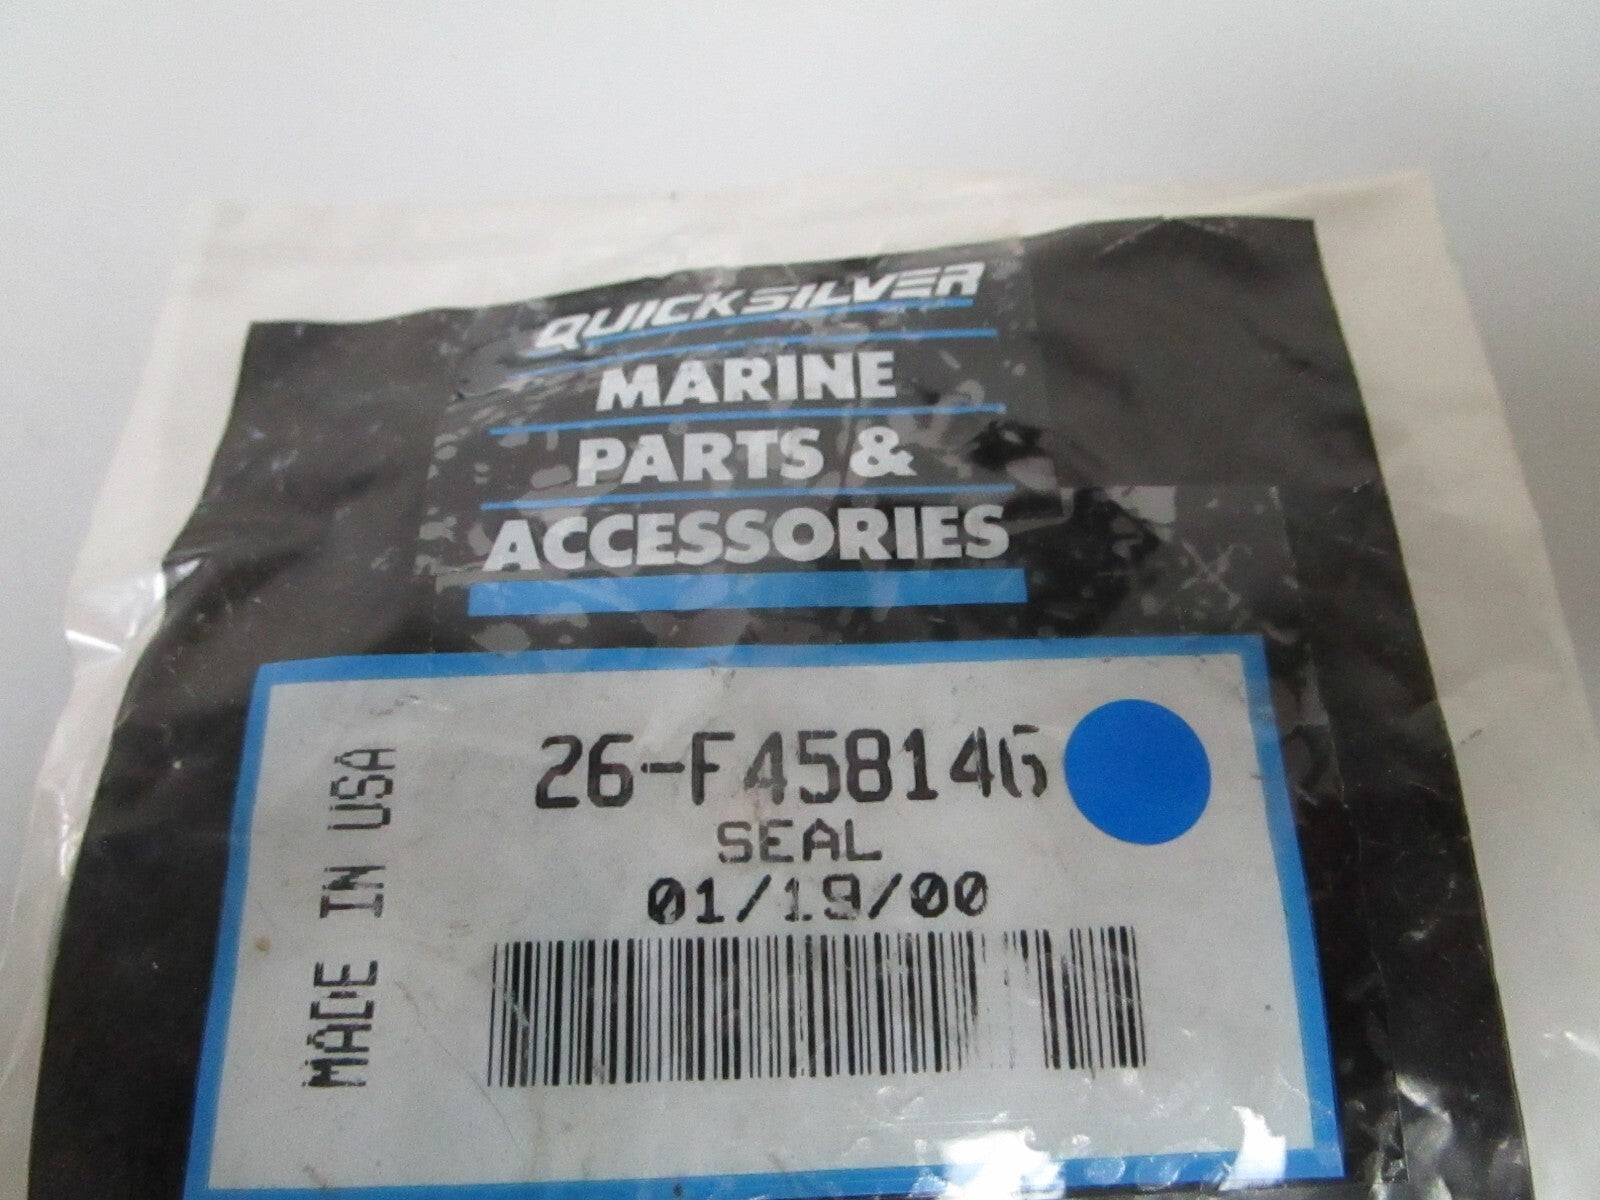 QUICKSILVER
MARINE
PARTS &
ACCESSORIES
26-F458146
SEAL
01/19/00
MADE IN USA